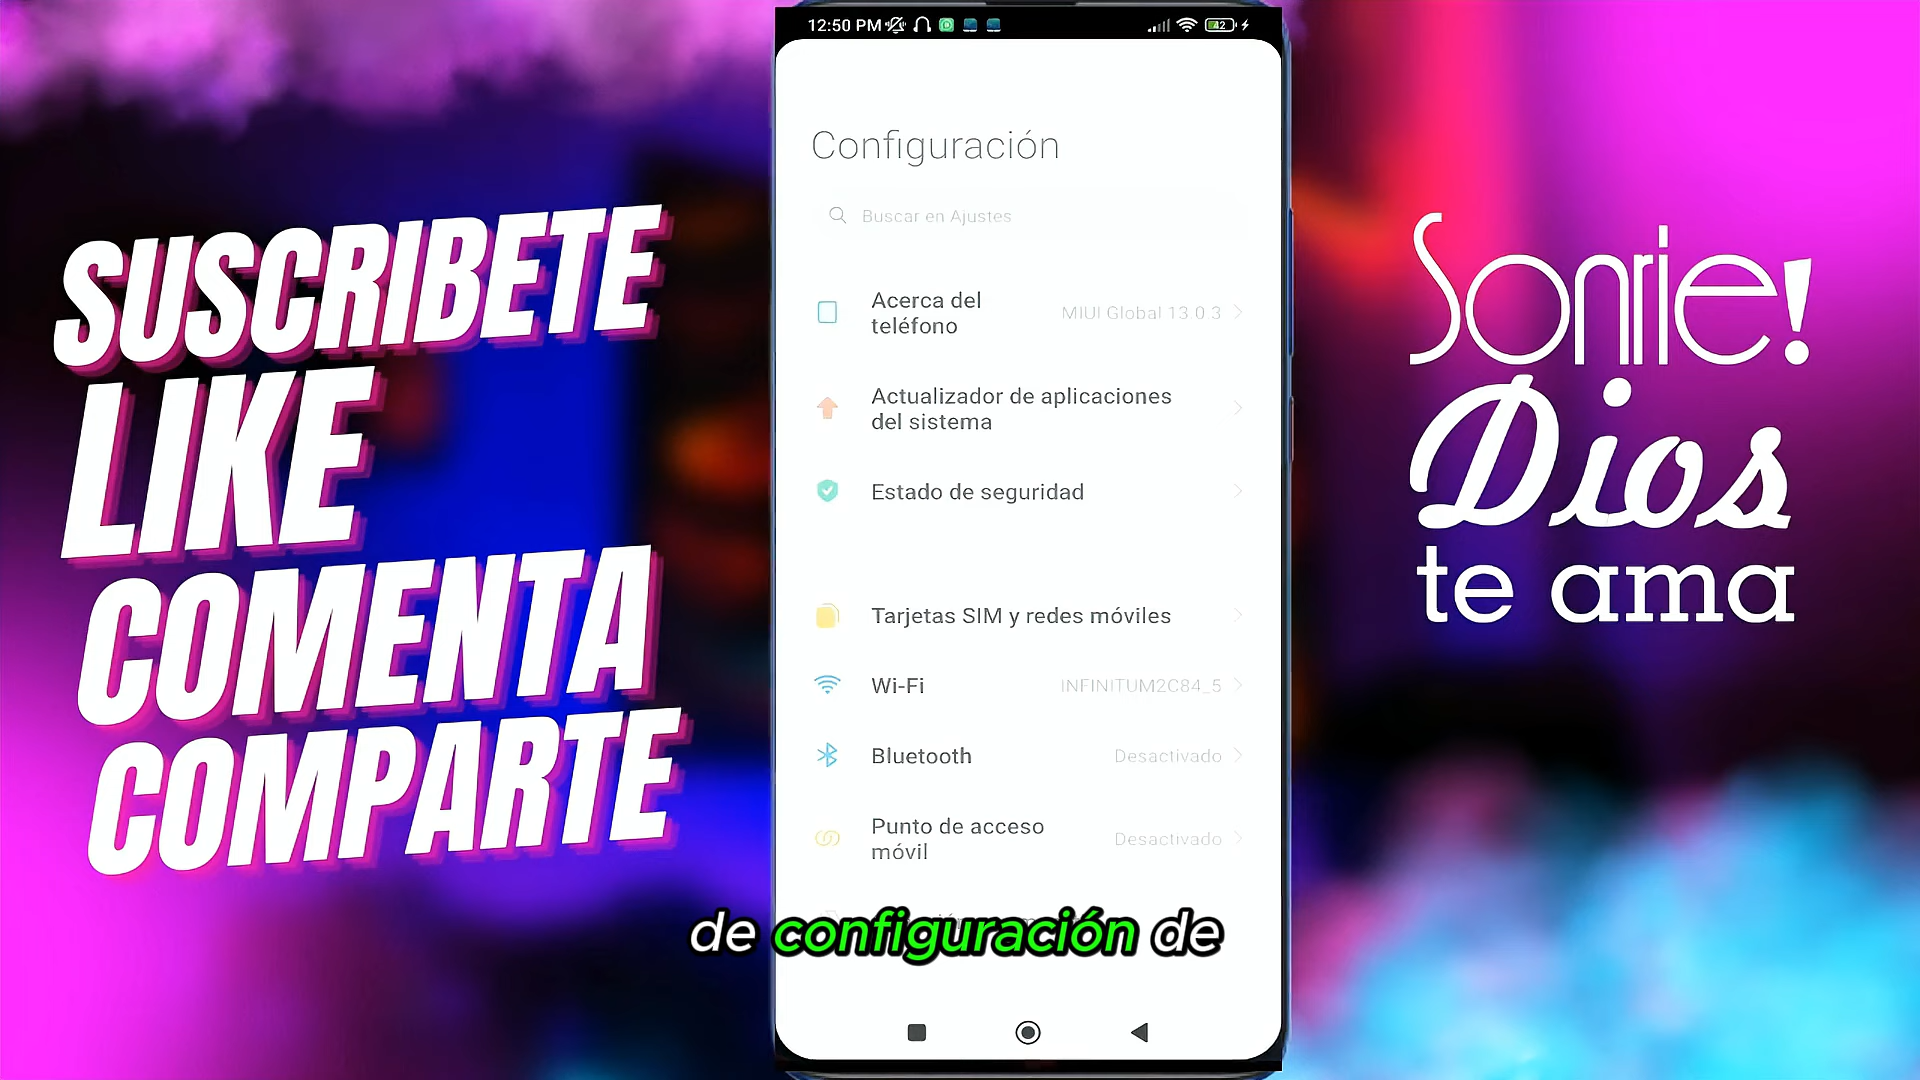 SUSCRIBETE
LIKE
COMENTA
COMPARTE
12:50 PM
42
Configuración
Buscar en Ajustes
Acerca del
teléfono
MIUI Global 13.0.3
Actualizador de aplicaciones
del sistema
Estado de seguridad
Tarjetas SIM y redes móviles
Wi-Fi
INFINITUM2C84_5
Bluetooth
Desactivado
Punto de acceso
móvil
Desactivado
de configuración de
Sonrie!
Dios
te ama